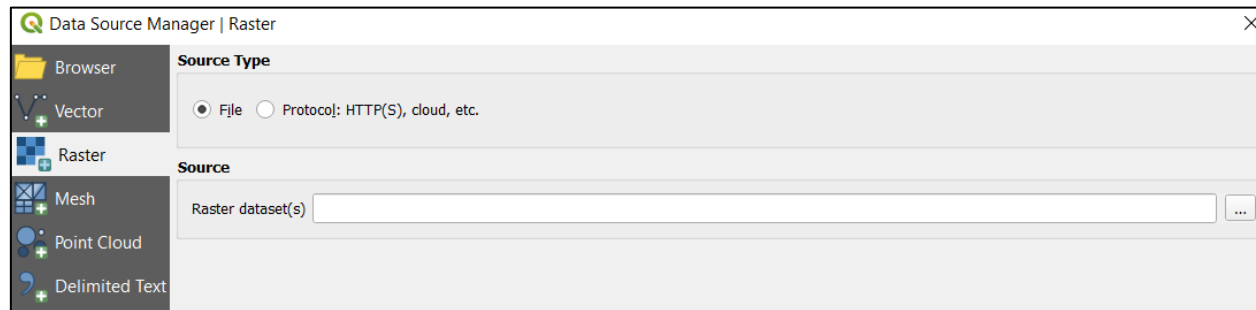 Data Source Manager | Raster
Browser
Vector
Raster
Mesh
Point Cloud
Delimited Text
Source Type
File
Protocol: HTTP(S), cloud, etc.
Source
Raster dataset(s)
...